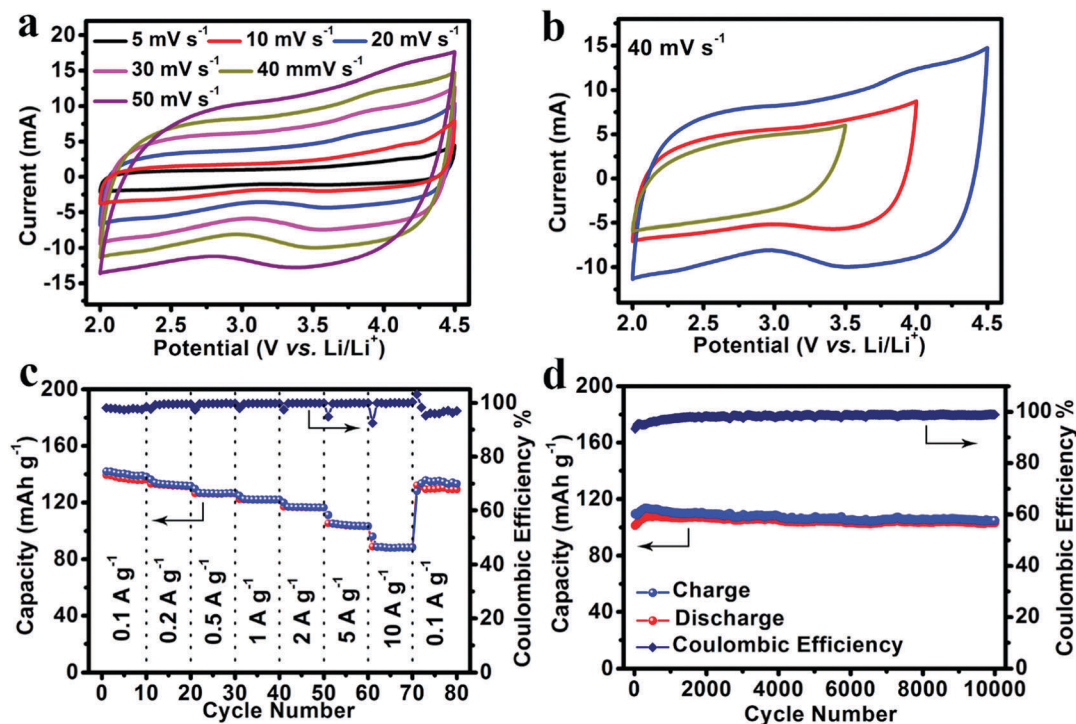 a
5 mV s⁻¹ 10 mV s⁻¹ 20 mV s⁻¹
30 mV s⁻¹ 40 mmV s⁻¹
50 mV s⁻¹
20
15
10
5
0
-5
-10
-15
Current (mA)
2.0 2.5 3.0 3.5 4.0 4.5
Potential (V vs. Li/Li⁺)
b
40 mV s⁻¹
15
10
5
0
-5
-10
Current (mA)
2.0 2.5 3.0 3.5 4.0 4.5
Potential (V vs. Li/Li⁺)
c
200
160
120
80
40
0
Capacity (mAh g⁻¹)
0.1 A g⁻¹
0.2 A g⁻¹
0.5 A g⁻¹
1 A g⁻¹
2 A g⁻¹
5 A g⁻¹
10 A g⁻¹
0.1 A g⁻¹
100
80
60
40
20
0
Coulombic Efficiency %
0 10 20 30 40 50 60 70 80
Cycle Number
d
200
160
120
80
40
0
Capacity (mAh g⁻¹)
Charge
Discharge
Coulombic Efficiency
100
80
60
40
20
0
Coulombic Efficiency %
0 2000 4000 6000 8000 10000
Cycle Number